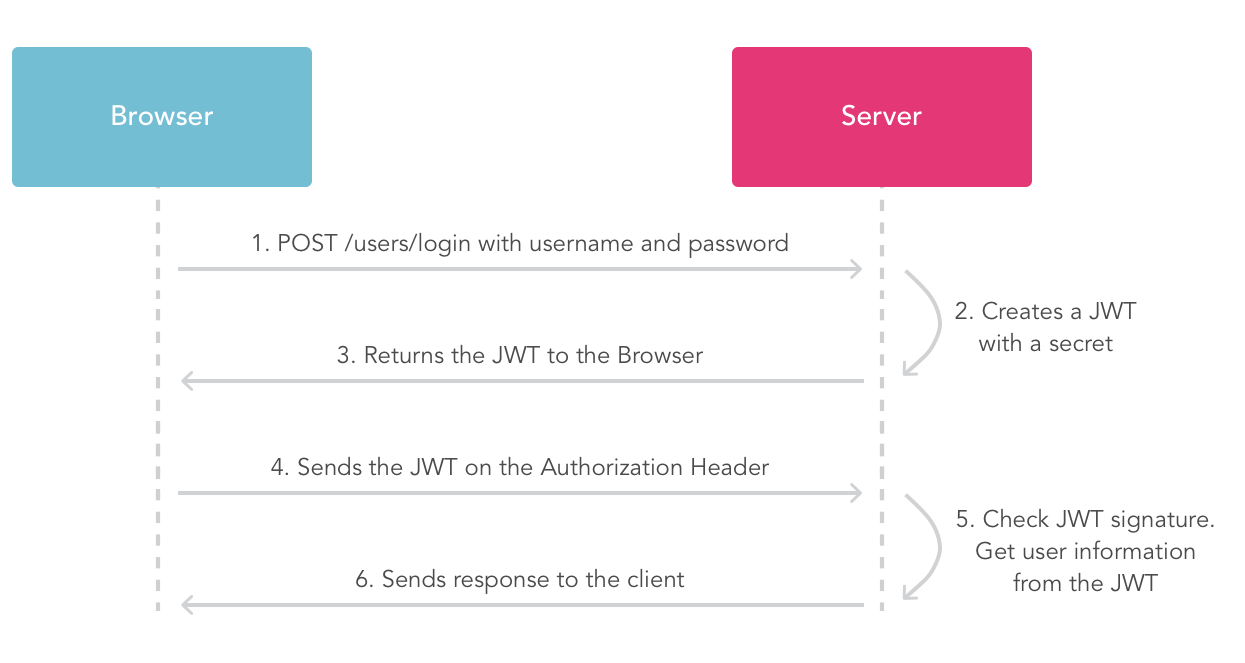 Browser
Server
1. POST /users/login with username and password
2. Creates a JWT
with a secret
3. Returns the JWT to the Browser
4. Sends the JWT on the Authorization Header
5. Check JWT signature.
Get user information
from the JWT
6. Sends response to the client